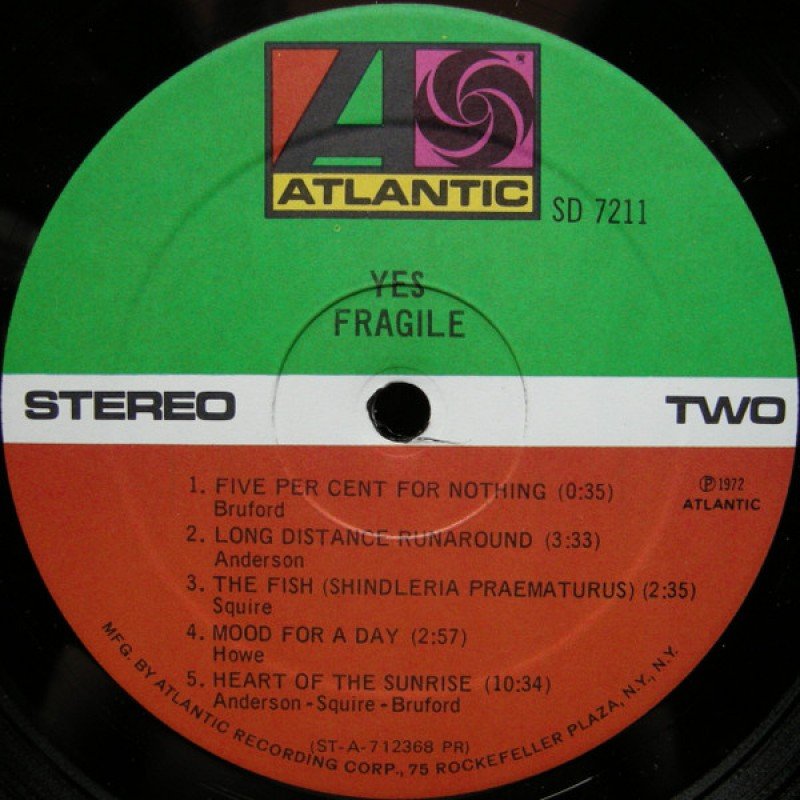 ATLANTIC
SD 7211
YES
FRAGILE
STEREO
TWO
1. FIVE PER CENT FOR NOTHING (0:35)
Bruford
2. LONG DISTANCE RUNAROUND (3:33)
Anderson
3. THE FISH (SHINDLERIA PRAEMATURUS) (2:35)
Squire
4. MOOD FOR A DAY (2:57)
Howe
5. HEART OF THE SUNRISE (10:34)
Anderson-Squire-Bruford
℗1972
ATLANTIC
(ST-A-712368 PR)
MFG. BY ATLANTIC RECORDING CORP., 75 ROCKEFELLER PLAZA, N.Y., N.Y.